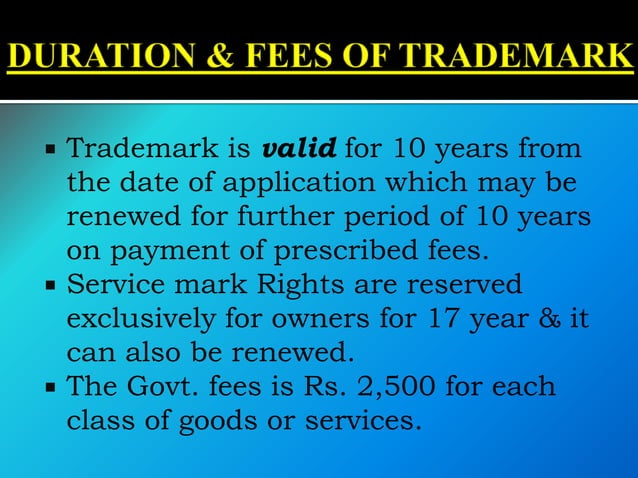 DURATION & FEES OF TRADEMARK
Trademark is valid for 10 years from
the date of application which may be
renewed for further period of 10 years
on payment of prescribed fees.
Service mark Rights are reserved
exclusively for owners for 17 year & it
can also be renewed.
The Govt. fees is Rs. 2,500 for each
class of goods or services.